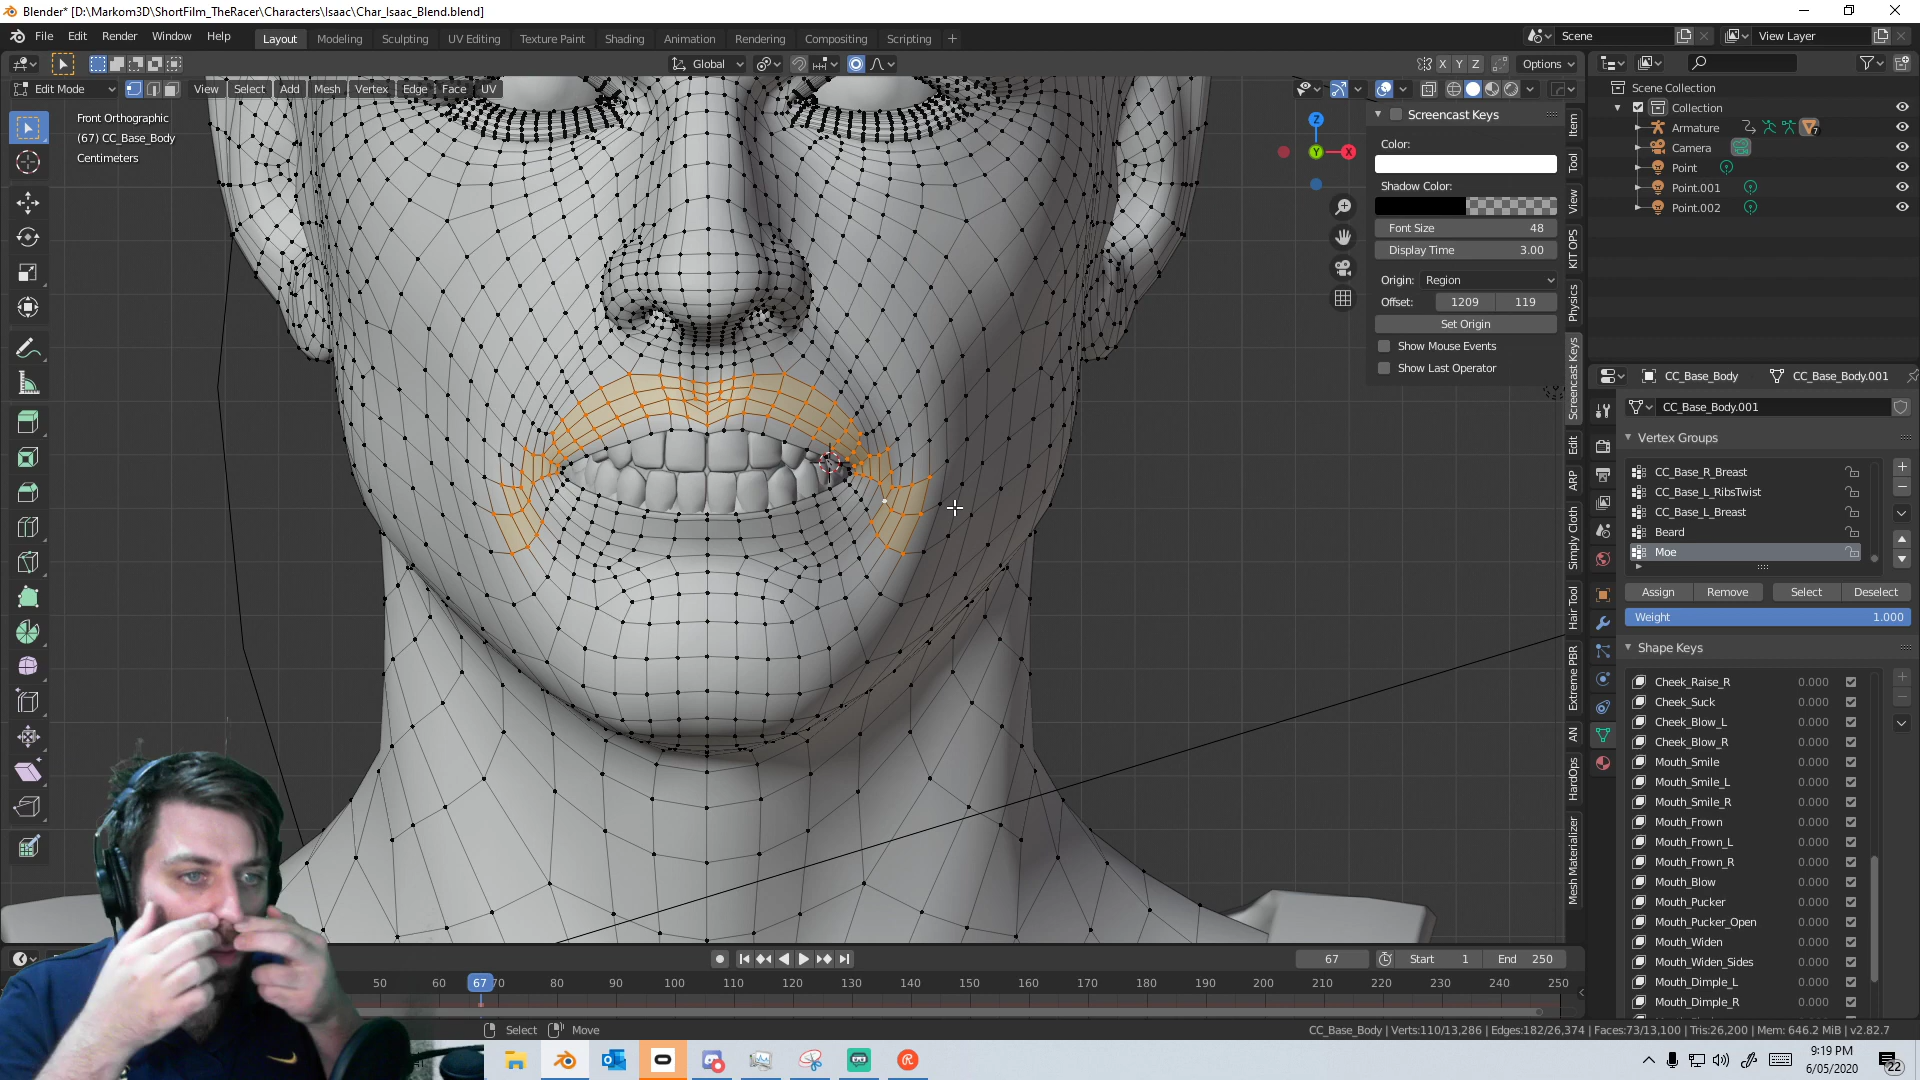 Blender* [D:\Markom3D\ShortFilm_TheRacer\Characters\Isaac\Char_Isaac_Blend.blend]
File Edit Render Window Help
Layout Modeling Sculpting UV Editing Texture Paint Shading Animation Rendering Compositing Scripting
Scene
View Layer
Global
X Y Z
Options
Edit Mode
View Select Add Mesh Vertex Edge Face UV
Front Orthographic
(67) CC_Base_Body
Centimeters
Z
X
Y
Screencast Keys
Color:
Shadow Color:
Font Size 48
Display Time 3.00
Origin: Region
Offset: 1209 119
Set Origin
Show Mouse Events
Show Last Operator
Item
Tool
View
KIT OPS
Physics
Screencast Keys
Edit
ARP
Simply Cloth
Hair Tool
Extreme PBR
AN
HardOps
Mesh Materializer
Scene Collection
Collection
Armature 7
Camera
Point
Point.001
Point.002
CC_Base_Body CC_Base_Body.001
CC_Base_Body.001
Vertex Groups
CC_Base_R_Breast
CC_Base_L_RibsTwist
CC_Base_L_Breast
Beard
Moe
Assign Remove Select Deselect
Weight 1.000
Shape Keys
Cheek_Raise_R 0.000
Cheek_Suck 0.000
Cheek_Blow_L 0.000
Cheek_Blow_R 0.000
Mouth_Smile 0.000
Mouth_Smile_L 0.000
Mouth_Smile_R 0.000
Mouth_Frown 0.000
Mouth_Frown_L 0.000
Mouth_Frown_R 0.000
Mouth_Blow 0.000
Mouth_Pucker 0.000
Mouth_Pucker_Open 0.000
Mouth_Widen 0.000
Mouth_Widen_Sides 0.000
Mouth_Dimple_L 0.000
Mouth_Dimple_R 0.000
67 Start 1 End 250
50 60 67 70 80 90 100 110 120 130 140 150 160 170 180 190 200 210 220 230 240 250
Select Move
CC_Base_Body | Verts:110/13,286 | Edges:182/26,374 | Faces:73/13,100 | Tris:26,200 | Mem: 646.2 MiB | v2.82.7
9:19 PM
6/05/2020
22